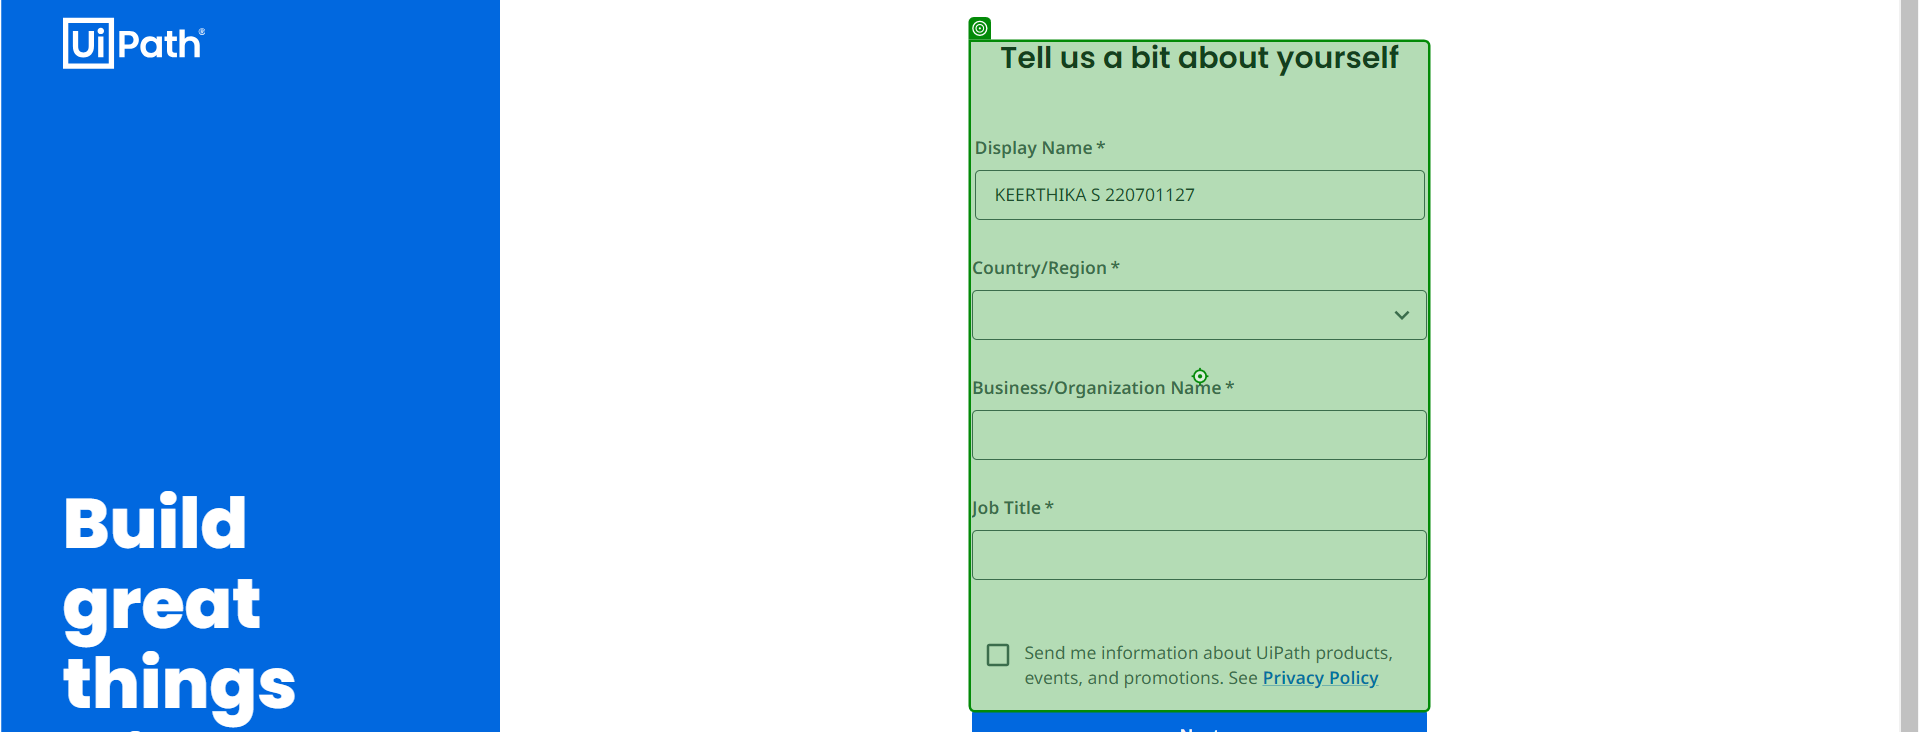 UiPath®
Build
great
things
Tell us a bit about yourself
Display Name *
KEERTHIKA S 220701127
Country/Region *
Business/Organization Name *
Job Title *
Send me information about UiPath products,
events, and promotions. See Privacy Policy